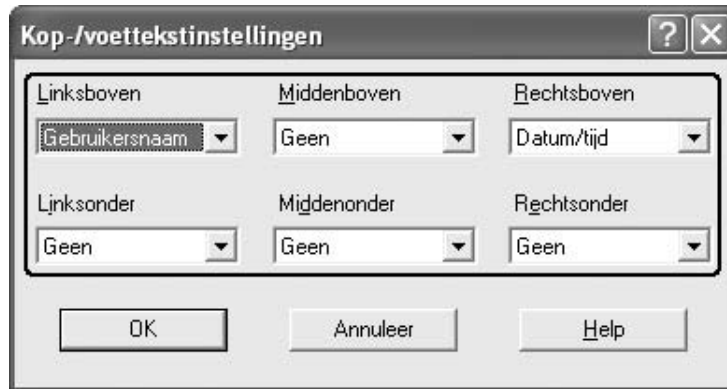 Kop-/voettekstinstellingen
Linksboven Middenboven Rechtsboven
Gebruikersnaam Geen Datum/tijd
Linksonder Middenonder Rechtsonder
Geen Geen Geen
OK Annuleer Help